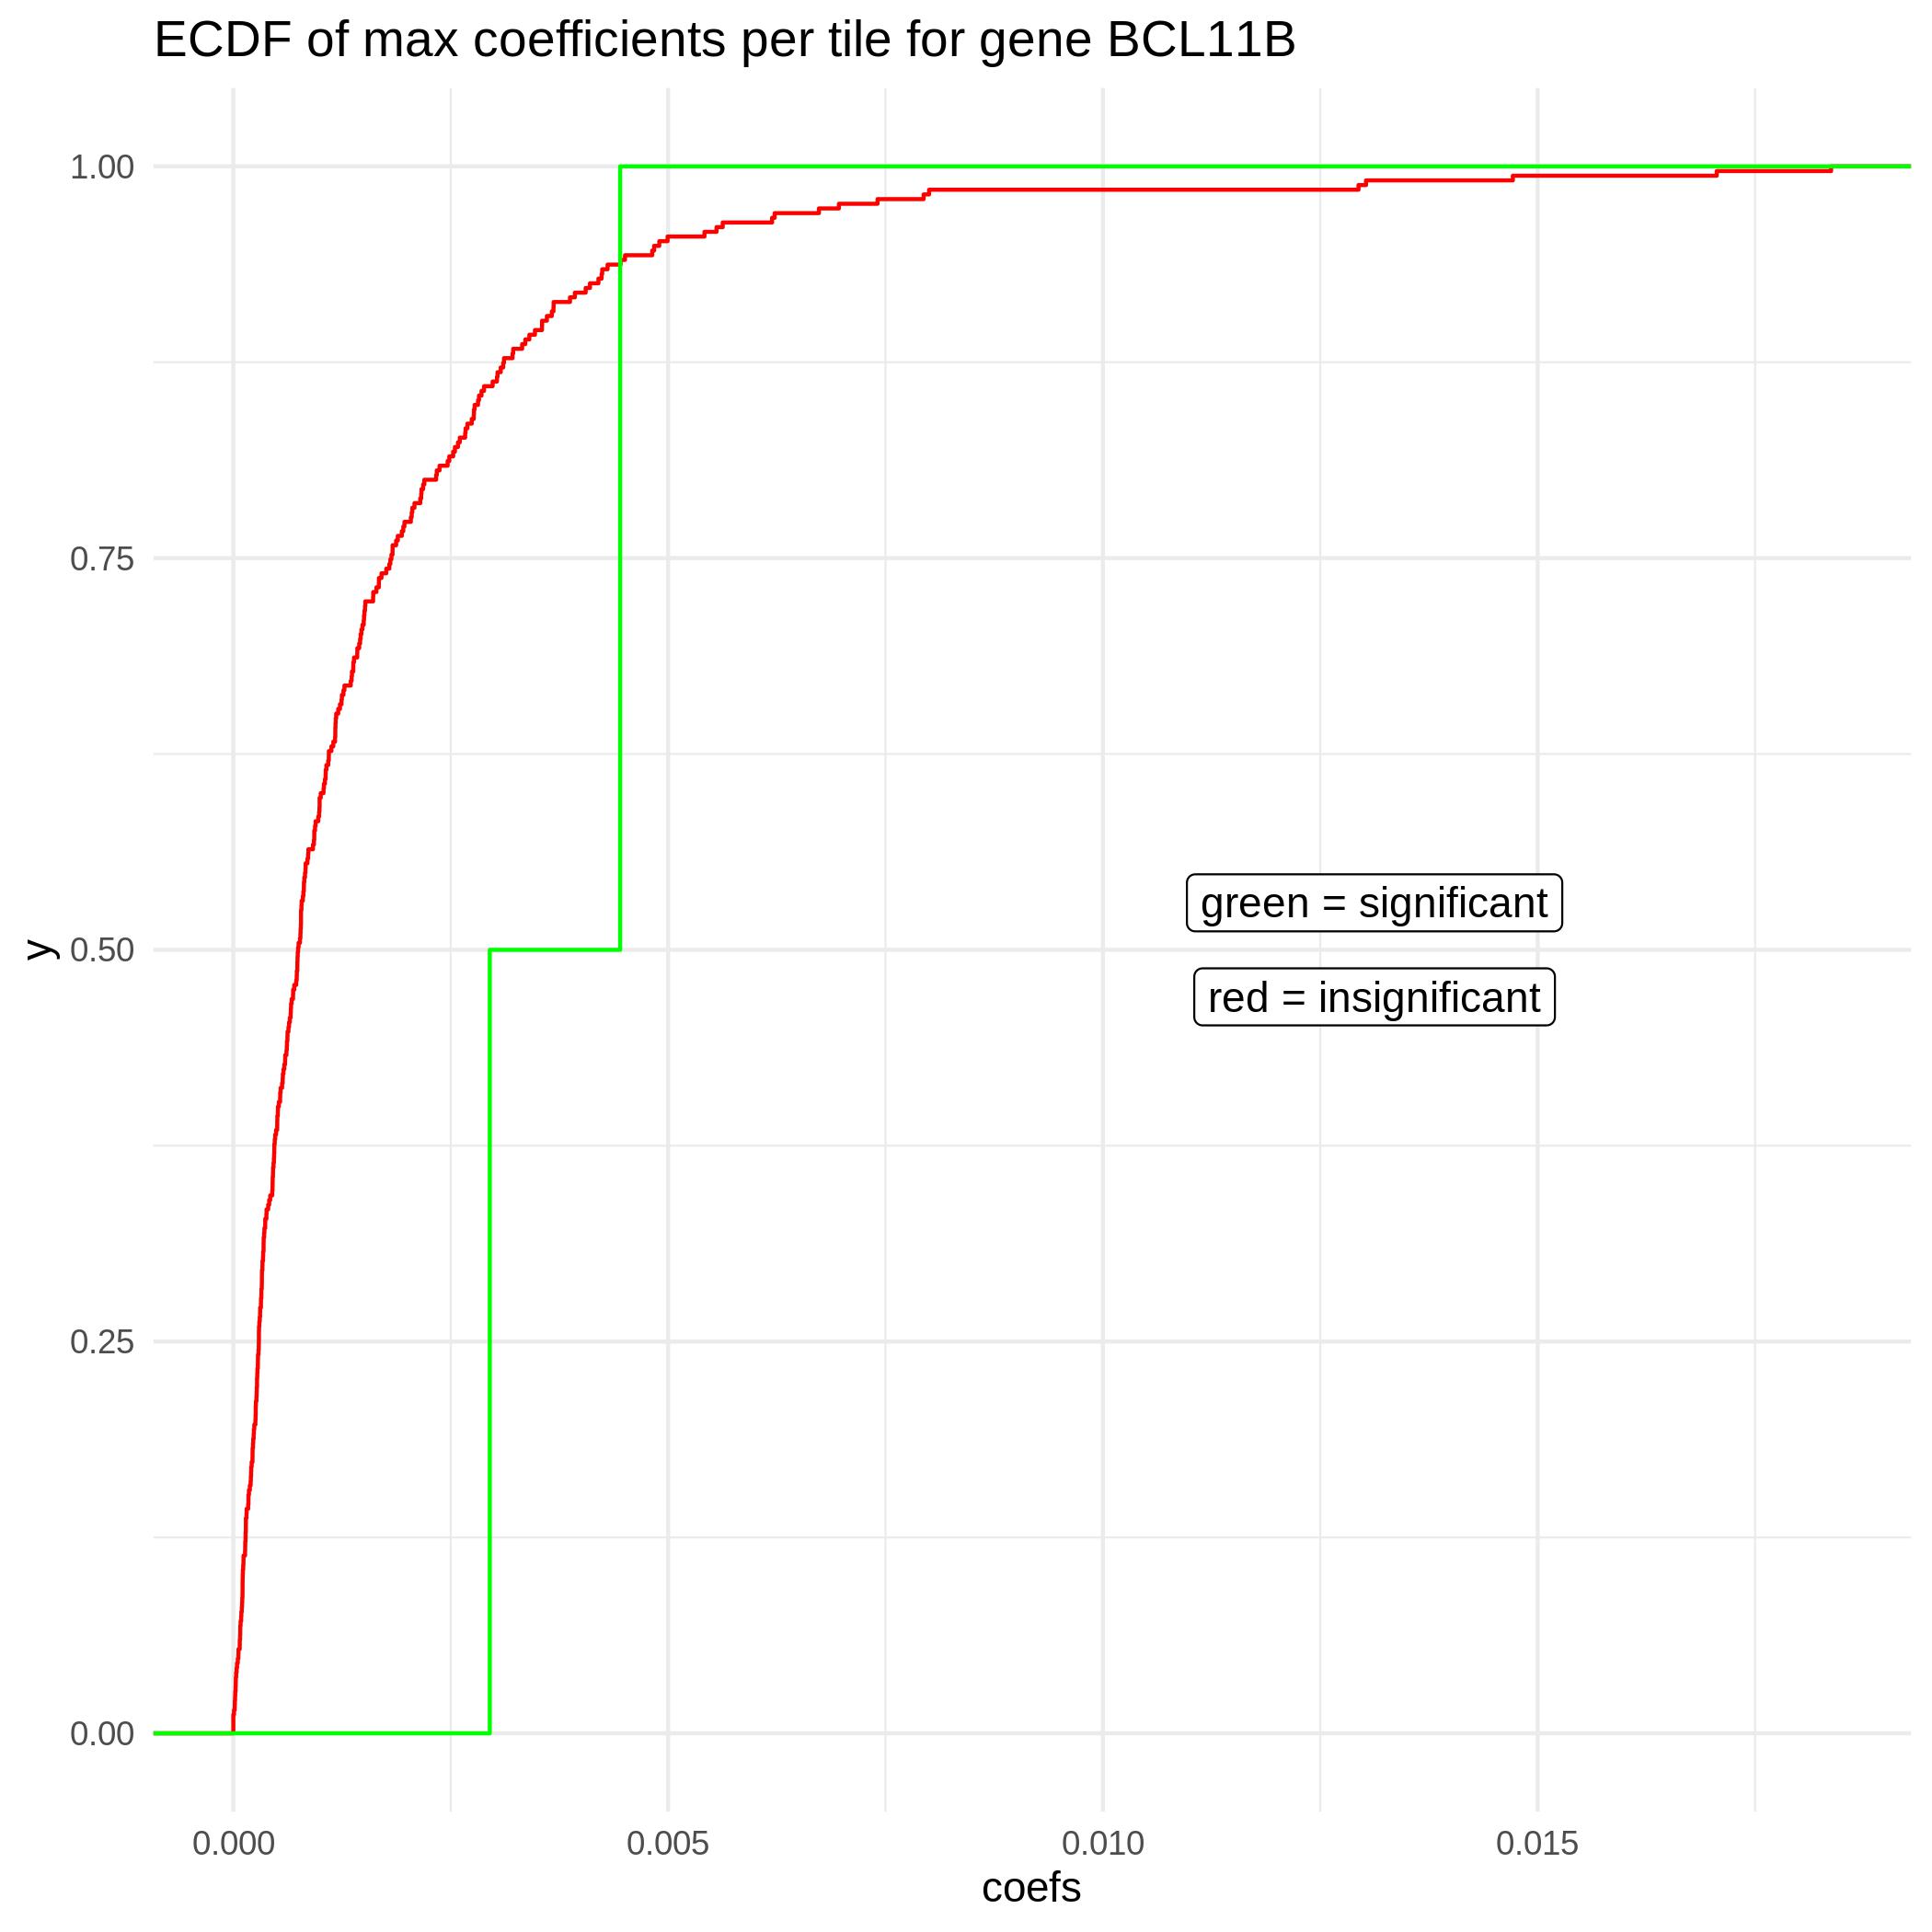 ECDF of max coefficients per tile for gene BCL11B
1.00
0.75
0.50
0.25
0.00
y
green = significant
red = insignificant
0.000 0.005 0.010 0.015
coefs